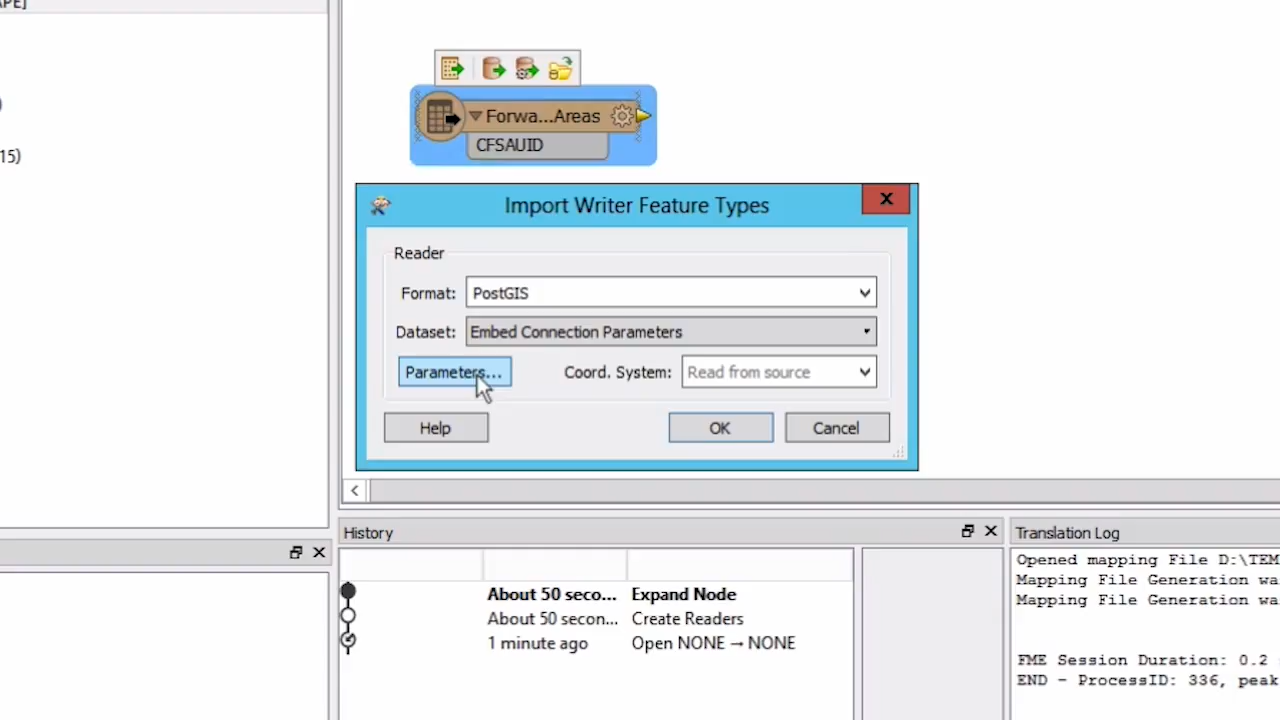 15)
Forwa...Areas
CFSAUID
Import Writer Feature Types
Reader
Format: PostGIS
Dataset: Embed Connection Parameters
Parameters... Coord. System: Read from source
Help OK Cancel
History
Translation Log
About 50 seco... Expand Node
About 50 secon... Create Readers
1 minute ago Open NONE → NONE
Opened mapping File D:\TEM
Mapping File Generation wa
Mapping File Generation wa
FME Session Duration: 0.2
END - ProcessID: 336, peak